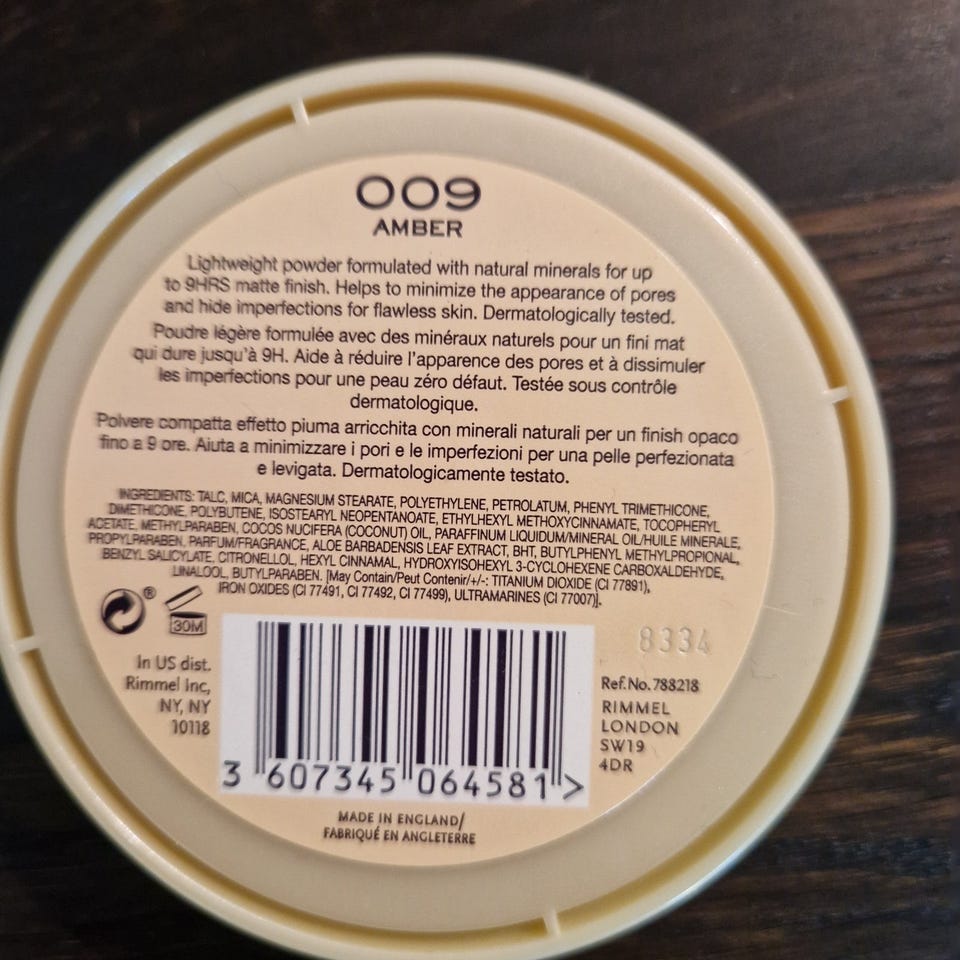 009
AMBER
Lightweight powder formulated with natural minerals for up
to 9HRS matte finish. Helps to minimize the appearance of pores
and hide imperfections for flawless skin. Dermatologically tested.
Poudre légère formulée avec des minéraux naturels pour un fini mat
qui dure jusqu'à 9H. Aide à réduire l'apparence des pores et à dissimuler
les imperfections pour une peau zéro défaut. Testée sous contrôle
dermatologique.
Polvere compatta effetto piuma arricchita con minerali naturali per un finish opaco
fino a 9 ore. Aiuta a minimizzare i pori e le imperfezioni per una pelle perfezionata
e levigata. Dermatologicamente testato.
INGREDIENTS: TALC, MICA, MAGNESIUM STEARATE, POLYETHYLENE, PETROLATUM, PHENYL TRIMETHICONE,
DIMETHICONE, POLYBUTENE, ISOSTEARYL NEOPENTANOATE, ETHYLHEXYL METHOXYCINNAMATE, TOCOPHERYL
ACETATE, METHYLPARABEN, COCOS NUCIFERA (COCONUT) OIL, PARAFFINUM LIQUIDUM/MINERAL OIL/HUILE MINERALE,
PROPYLPARABEN, PARFUM/FRAGRANCE, ALOE BARBADENSIS LEAF EXTRACT, BHT, BUTYLPHENYL METHYLPROPIONAL,
BENZYL SALICYLATE, CITRONELLOL, HEXYL CINNAMAL, HYDROXYISOHEXYL 3-CYCLOHEXENE CARBOXALDEHYDE,
LINALOOL, BUTYLPARABEN. [May Contain/Peut Contenir/+/-: TITANIUM DIOXIDE (CI 77891),
IRON OXIDES (CI 77491, CI 77492, CI 77499), ULTRAMARINES (CI 77007)].
®
30M
8334
In US dist.
Rimmel Inc,
NY, NY
10118
Ref.No.788218
RIMMEL
LONDON
SW19
4DR
3 607345 064581 >
MADE IN ENGLAND/
FABRIQUÉ EN ANGLETERRE